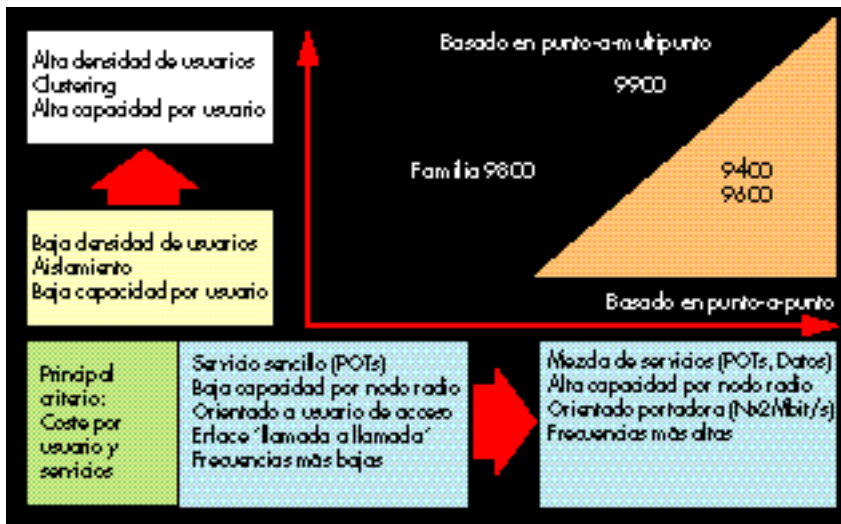 Alta densidad de usuarios
Clustering
Alta capacidad por usuario
Basado en punto-a-multipunto
9900
Família 9800
9400
9600
Baja densidad de usuarios
Aislamiento
Baja capacidad por usuario
Basado en punto-a-punto
Principal
criterio:
Coste por
usuario y
servicios
Servicio sencillo (POTs)
Baja capacidad por nodo radio
Orientado a usuario de acceso
Enlace "llamada a llamada"
Frecuencias más bajas
Mezcla de servicios (POTs, Datos)
Alta capacidad por nodo radio
Orientado portadora (Nx2Mbit/s)
Frecuencias más altas